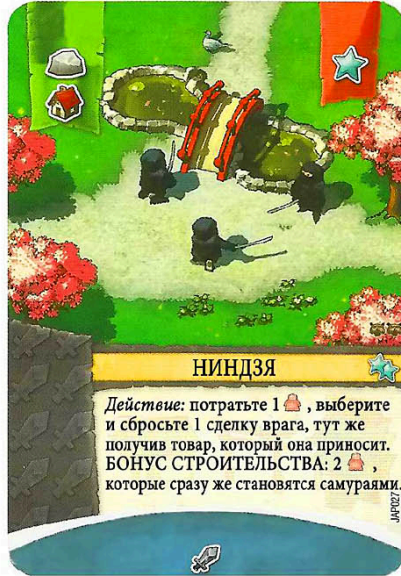 НИНДЗЯ
Действие: потратьте 1 , выберите
и сбросьте 1 сделку врага, тут же
получив товар, который она приносит.
БОНУС СТРОИТЕЛЬСТВА: 2 ,
которые сразу же становятся самураями.
JAP027